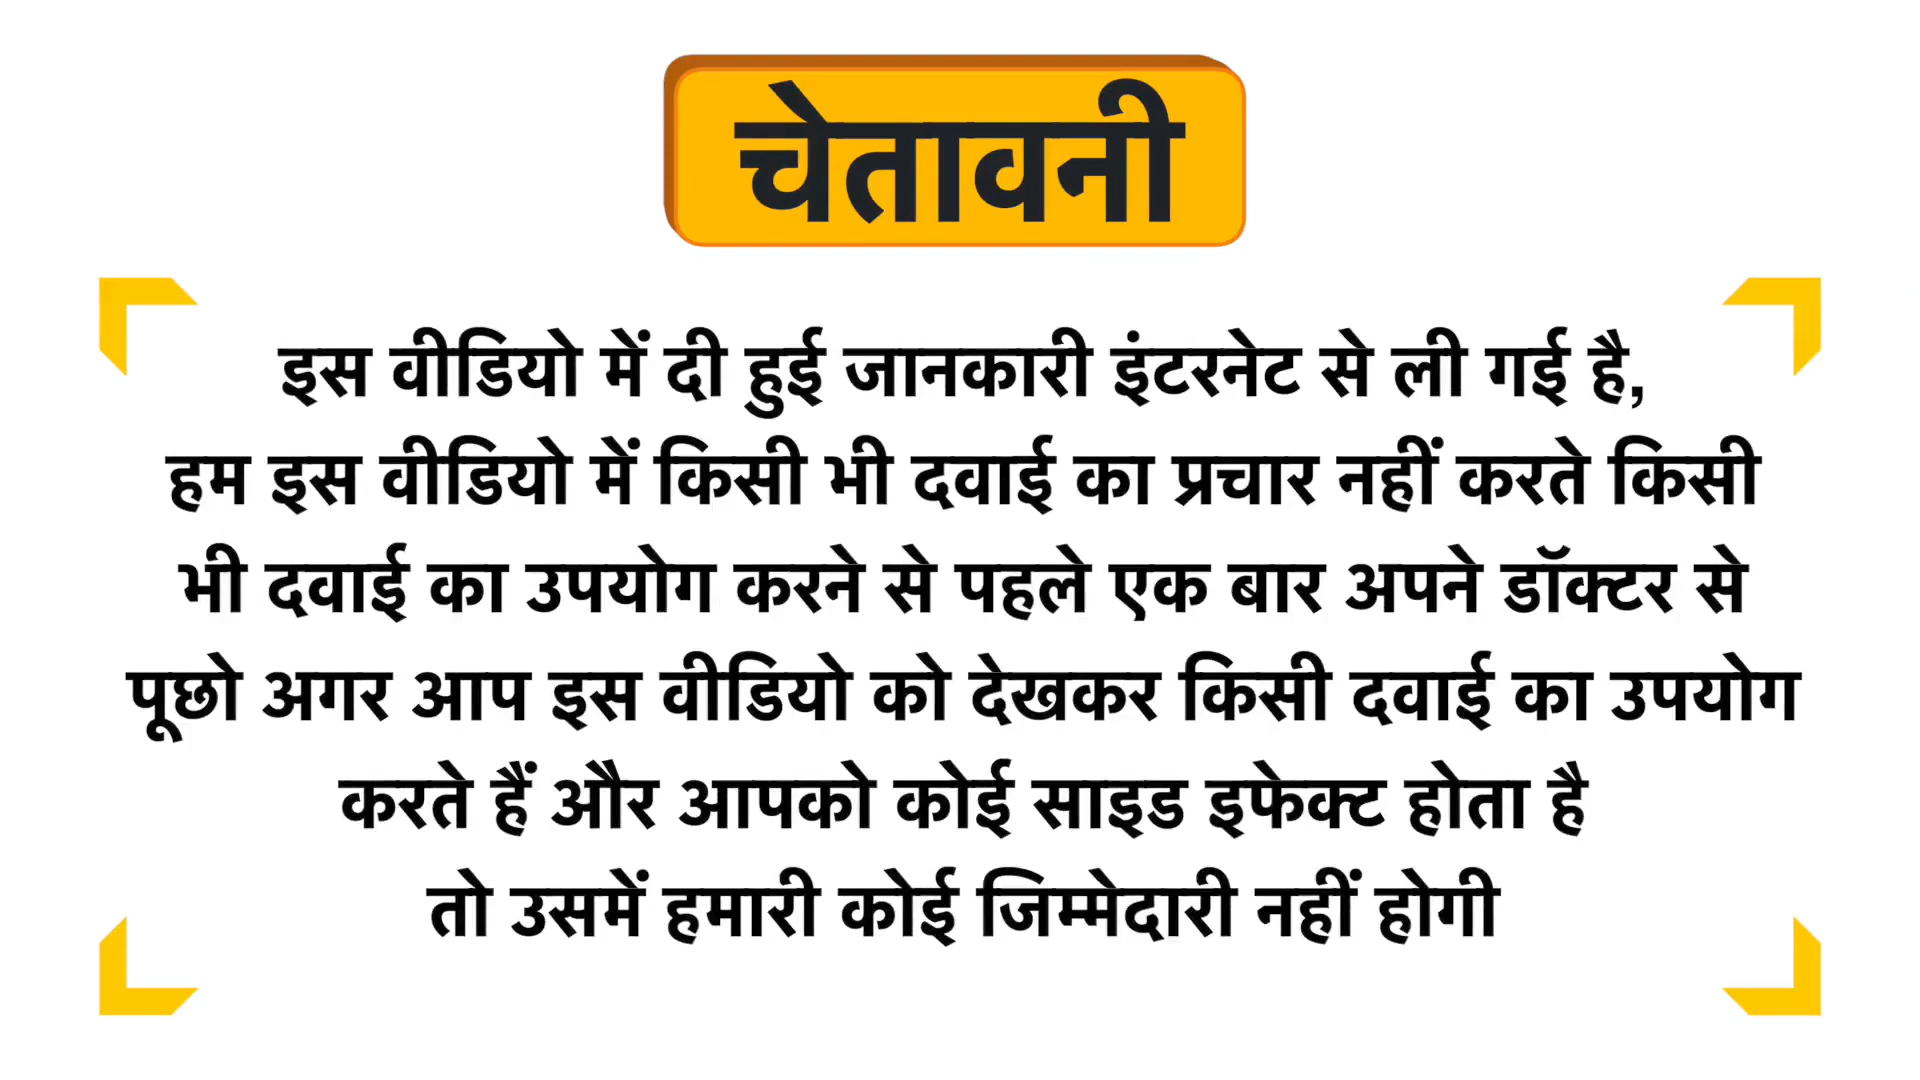 चेतावनी
इस वीडियो में दी हुई जानकारी इंटरनेट से ली गई है,
हम इस वीडियो में किसी भी दवाई का प्रचार नहीं करते किसी
भी दवाई का उपयोग करने से पहले एक बार अपने डॉक्टर से
पूछो अगर आप इस वीडियो को देखकर किसी दवाई का उपयोग
करते हैं और आपको कोई साइड इफेक्ट होता है
तो उसमें हमारी कोई जिम्मेदारी नहीं होगी